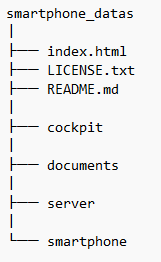 smartphone_datas
|
├── index.html
├── LICENSE.txt
├── README.md
|
├── cockpit
|
├── documents
|
├── server
|
└── smartphone